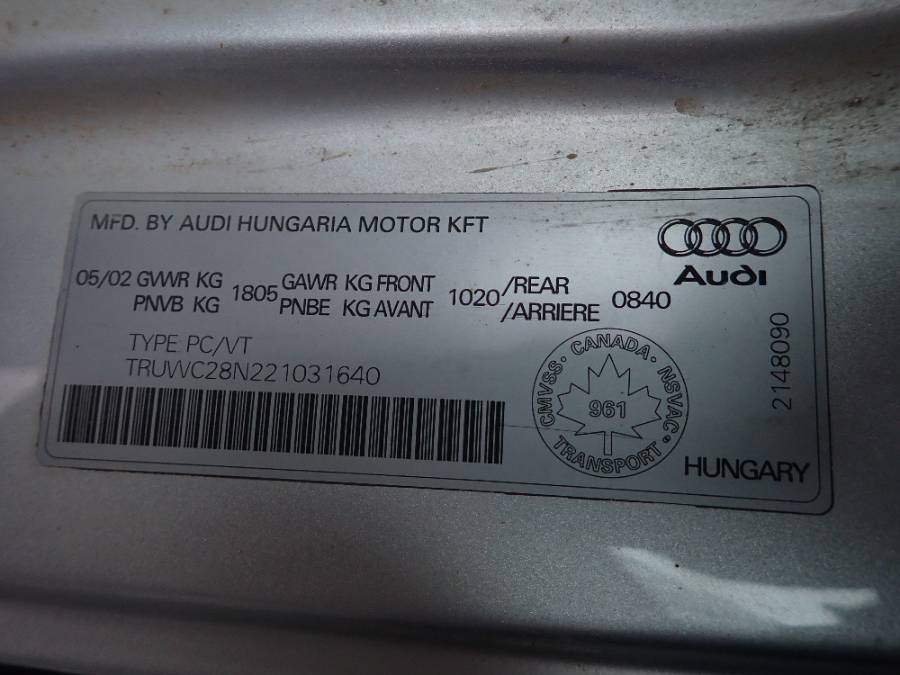 MFD. BY AUDI HUNGARIA MOTOR KFT
Audi
05/02 GVWR KG 1805 GAWR KG FRONT 1020 /REAR 0840
PNVB KG PNBE KG AVANT /ARRIERE
TYPE PC/VT
TRUWC28N221031640
CMVSS· CANADA· NSVAC·
961
TRANSPORT
2148090
HUNGARY